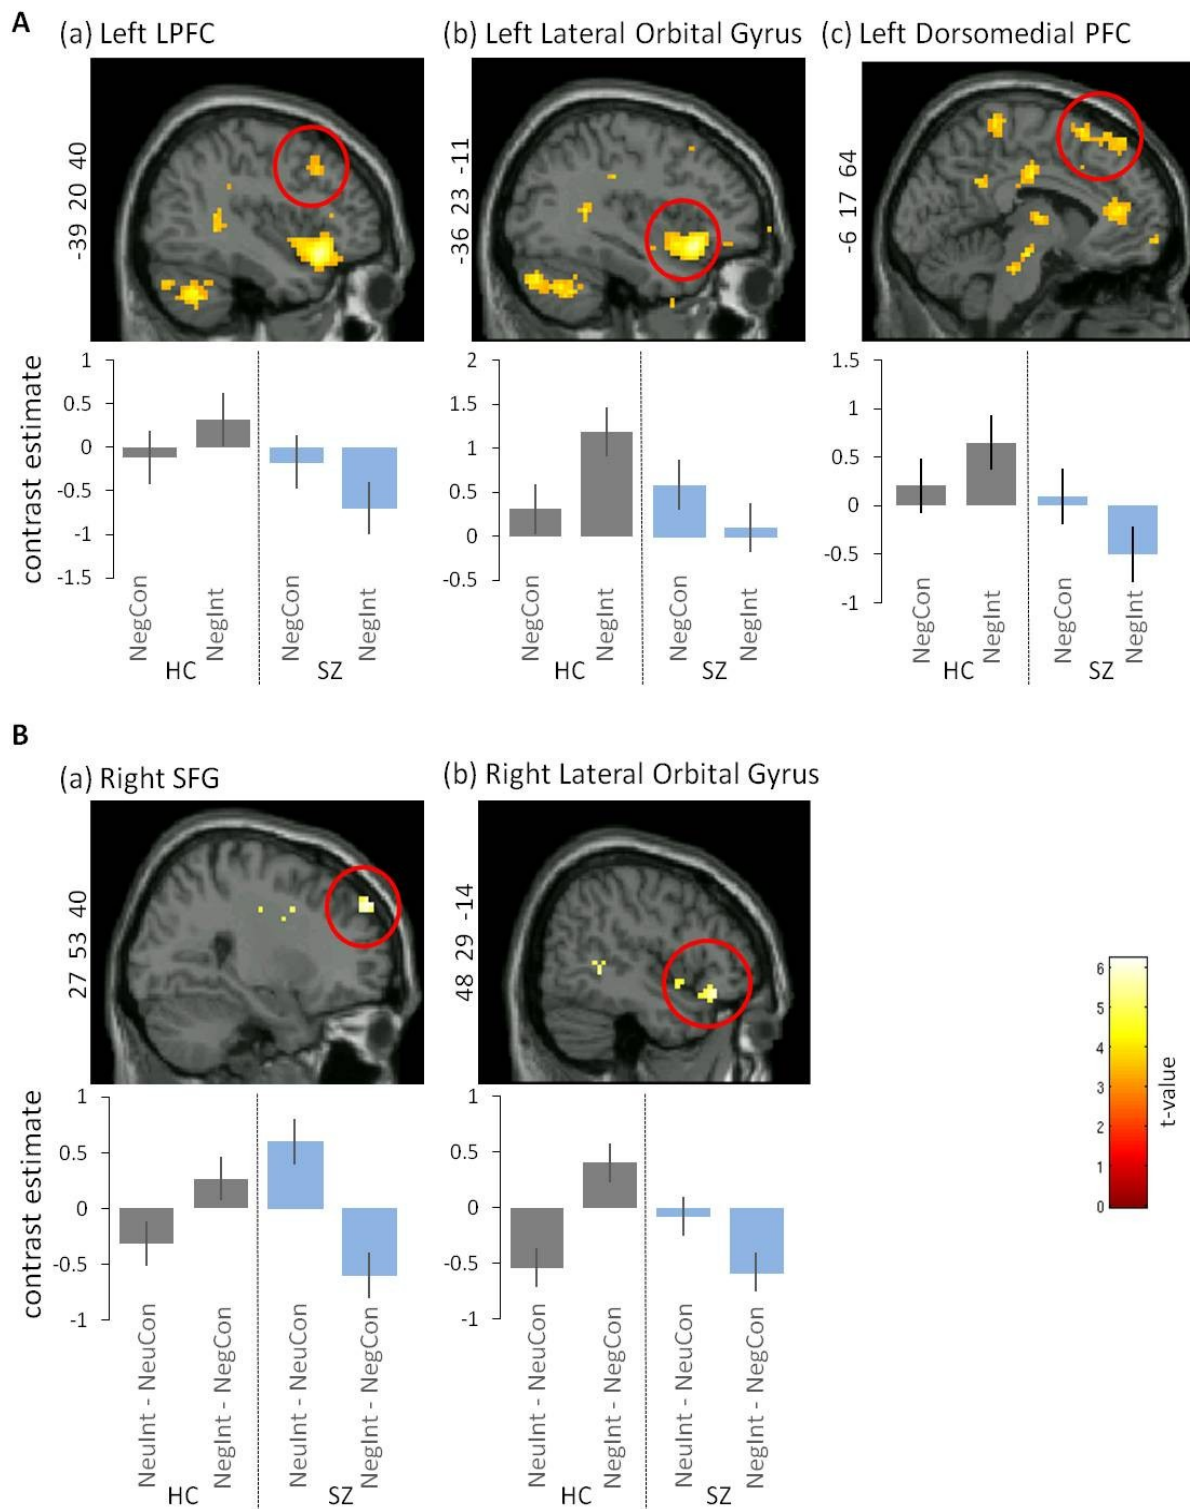 A
(a) Left LPFC
(b) Left Lateral Orbital Gyrus
(c) Left Dorsomedial PFC
-39 20 40
-36 23 -11
-6 17 64
contrast estimate
1
0.5
0
-0.5
-1
-1.5
NegCon
NegInt
NegCon
NegInt
HC
SZ
2
1.5
1
0.5
0
-0.5
NegCon
NegInt
NegCon
NegInt
HC
SZ
1.5
1
0.5
0
-0.5
-1
NegCon
NegInt
NegCon
NegInt
HC
SZ
B
(a) Right SFG
(b) Right Lateral Orbital Gyrus
27 53 40
48 29 -14
contrast estimate
1
0.5
0
-0.5
-1
NeuInt - NeuCon
NegInt - NegCon
NeuInt - NeuCon
NegInt - NegCon
HC
SZ
1
0.5
0
-0.5
-1
NeuInt - NeuCon
NegInt - NegCon
NeuInt - NeuCon
NegInt - NegCon
HC
SZ
6
5
4
3
2
1
0
t-value